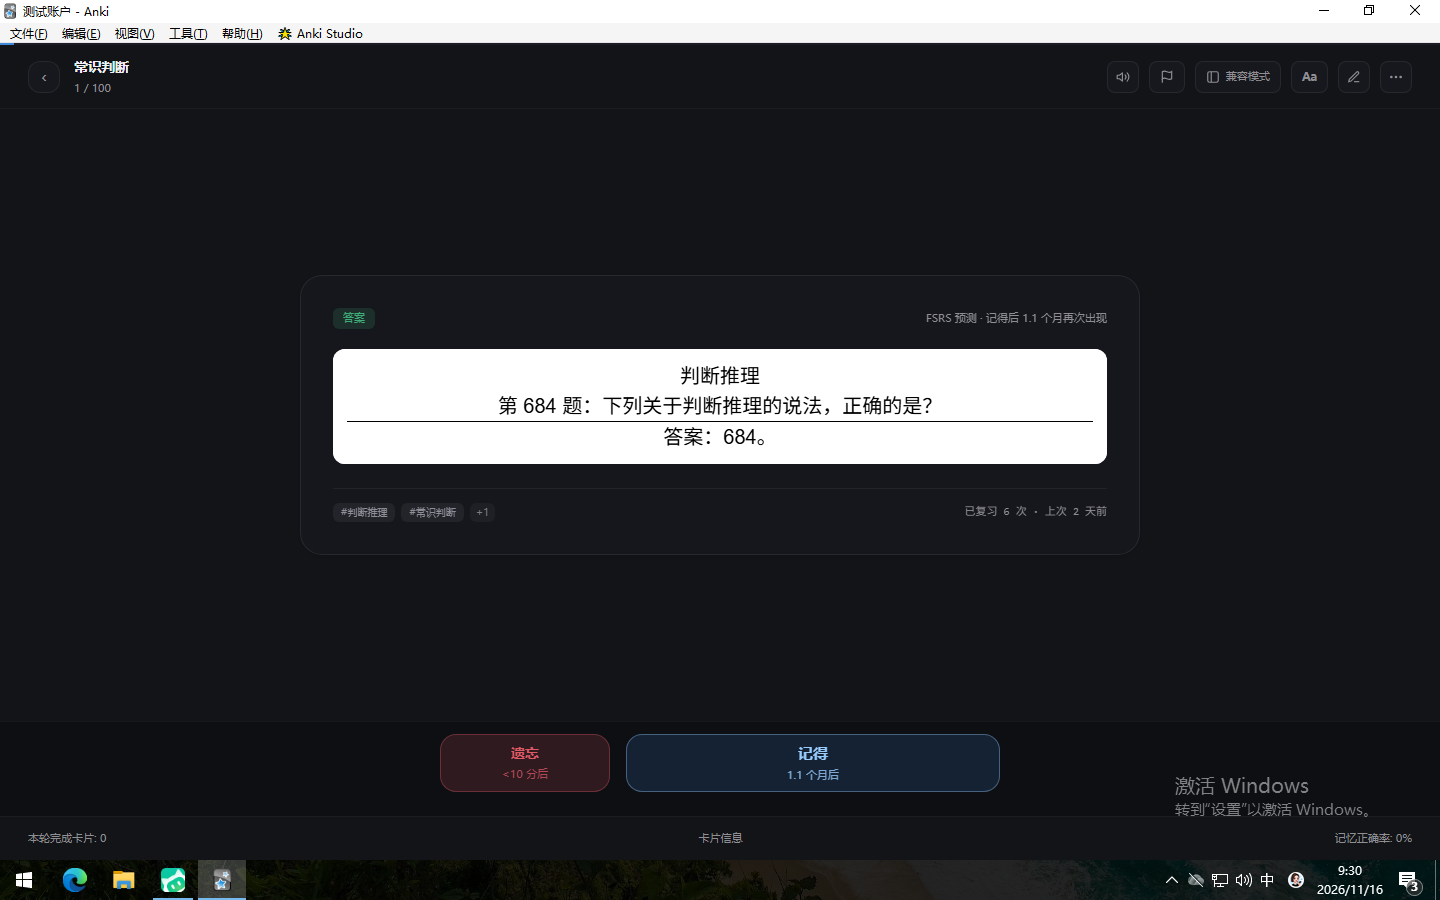 测试账户 - Anki
文件(F) 编辑(E) 视图(V) 工具(T) 帮助(H) Anki Studio
常识判断
1 / 100
兼容模式
Aa
答案
FSRS 预测 · 记得后 1.1 个月再次出现
判断推理
第 684 题：下列关于判断推理的说法，正确的是？
答案：684。
#判断推理 #常识判断 +1
已复习 6 次 · 上次 2 天前
遗忘
<10 分后
记得
1.1 个月后
激活 Windows
转到“设置”以激活 Windows。
本轮完成卡片: 0
卡片信息
记忆正确率: 0%
中
9:30
2026/11/16
3